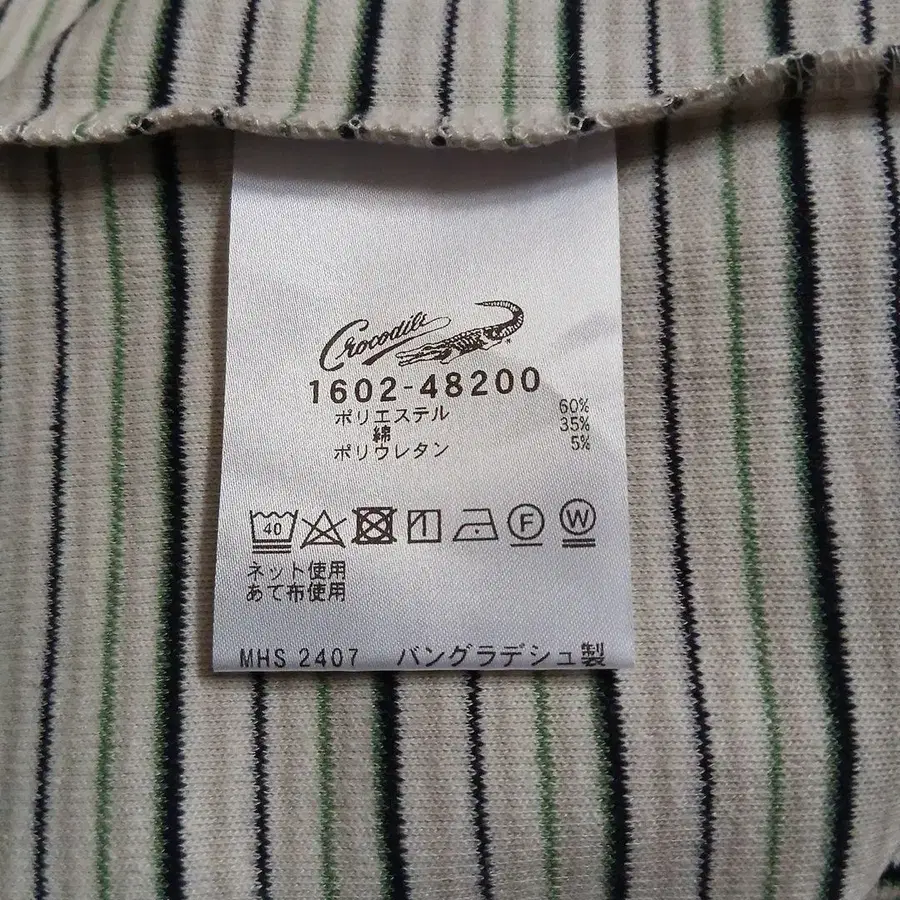 Crocodile
1602-48200
ポリエステル 60%
綿 35%
ポリウレタン 5%
40 F W
ネット使用
あて布使用
MHS 2407 バングラデシュ製